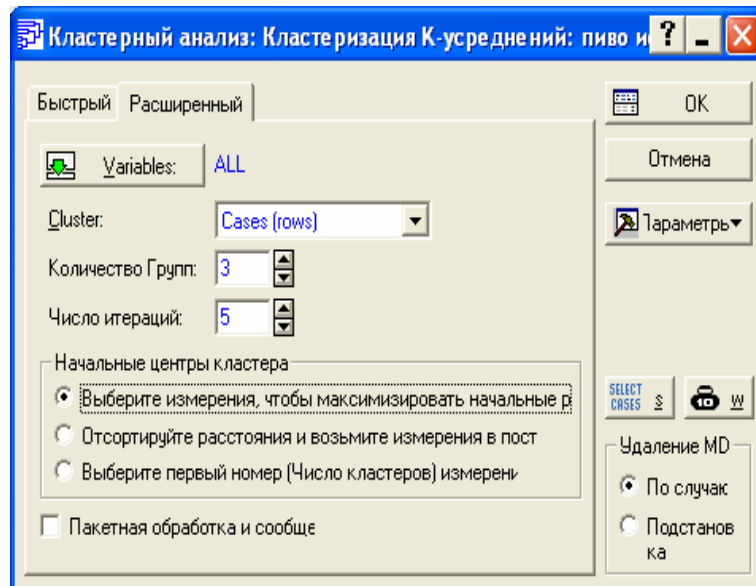 Кластерный анализ: Кластеризация К-усреднений: пиво ис
Быстрый Расширенный
Variables: ALL
Cluster: Cases (rows)
Количество Групп: 3
Число итераций: 5
Начальные центры кластера
Выберите измерения, чтобы максимизировать начальные р
Отсортируйте расстояния и возьмите измерения в пост
Выберите первый номер (Число кластеров) измерени
Пакетная обработка и сообще
OK
Отмена
Параметры
SELECT CASES S
W
Удаление MD
По случаю
Подстанов
ка